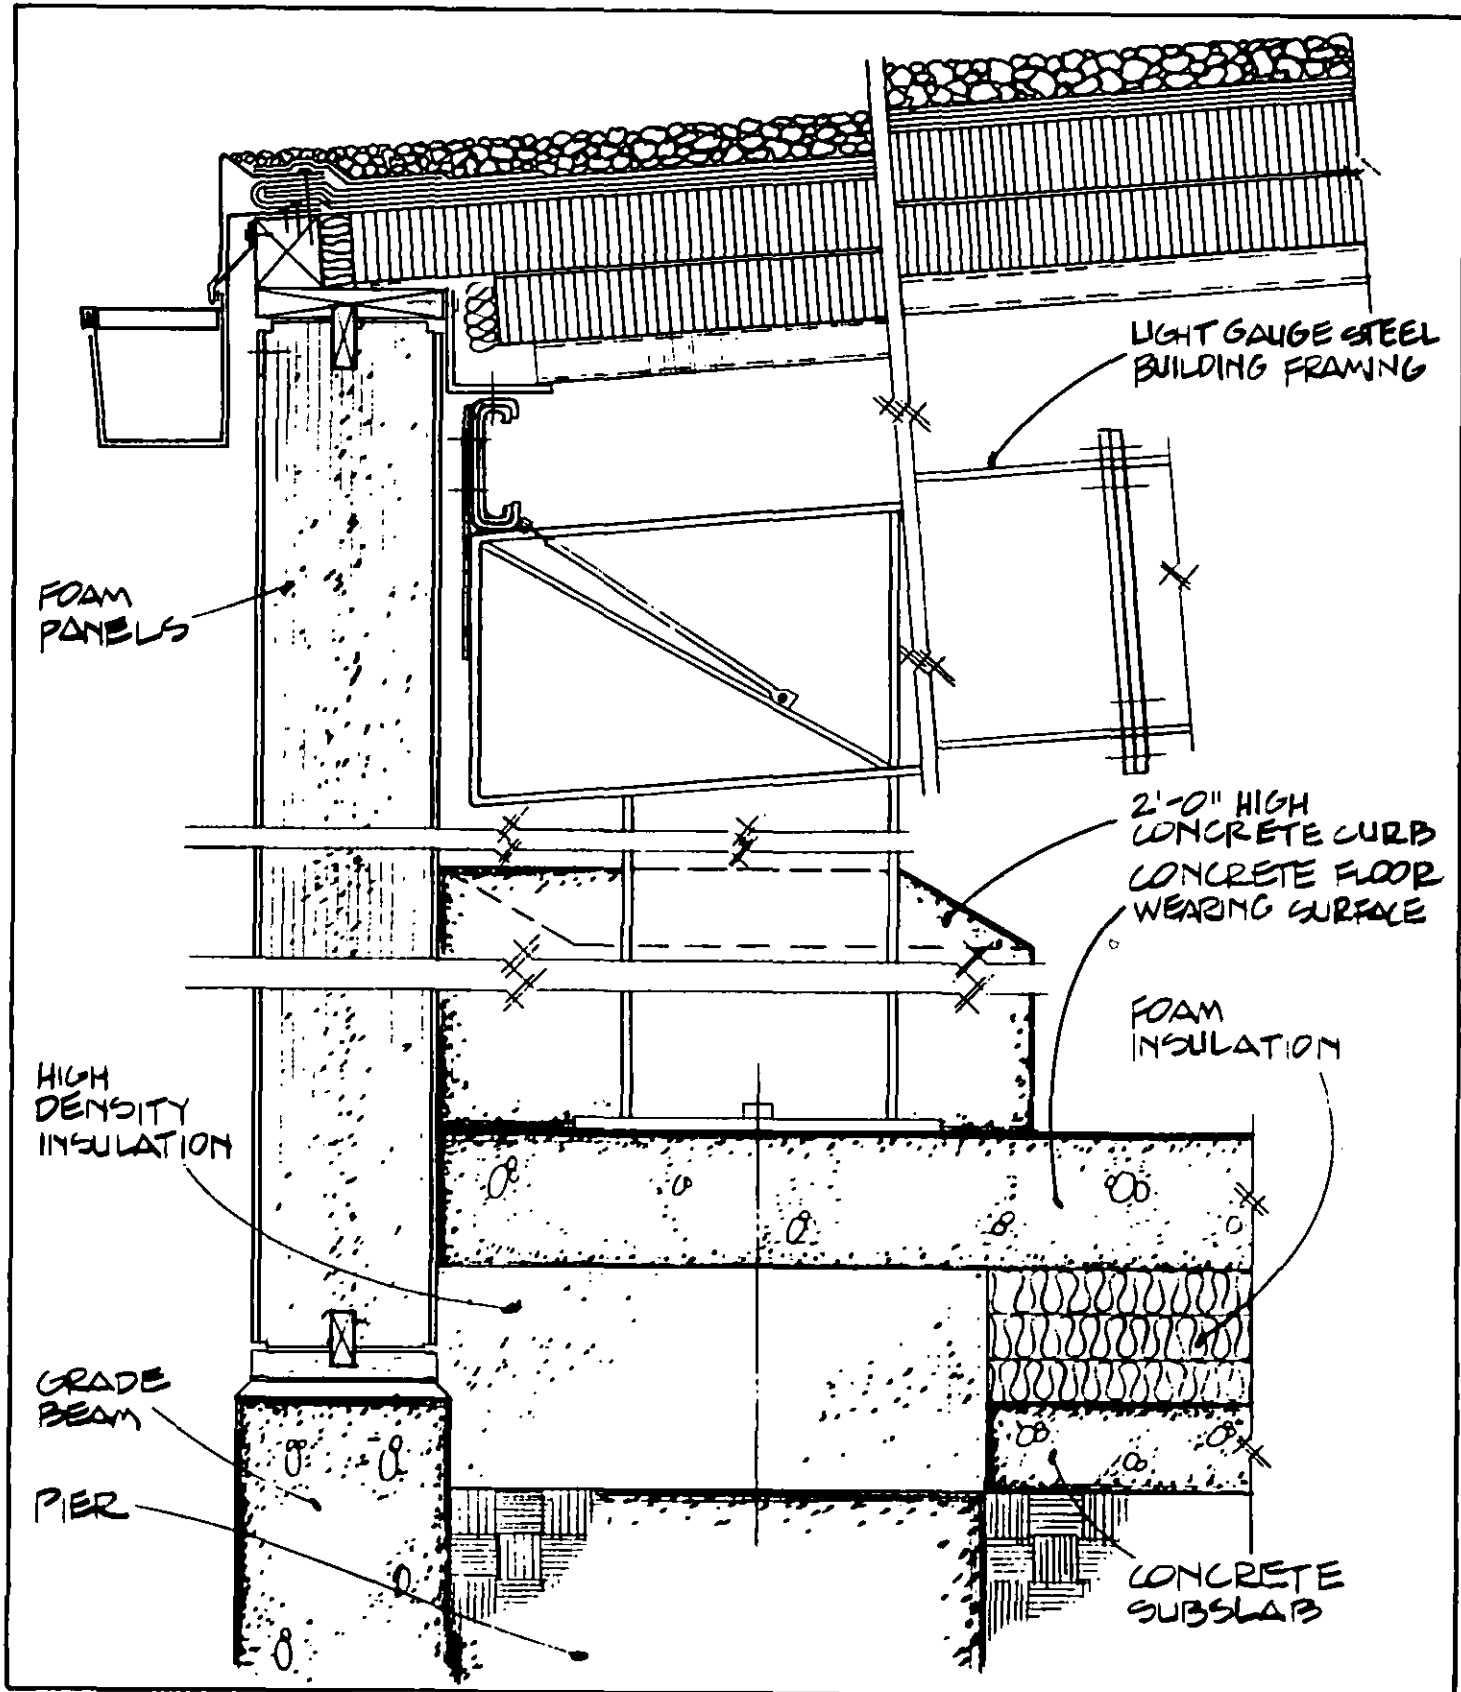 LIGHT GAUGE STEEL
BUILDING FRAMING
FOAM
PANELS
2'-0" HIGH
CONCRETE CURB
CONCRETE FLOOR
WEARING SURFACE
FOAM
INSULATION
HIGH
DENSITY
INSULATION
GRADE
BEAM
PIER
CONCRETE
SUBSLAB